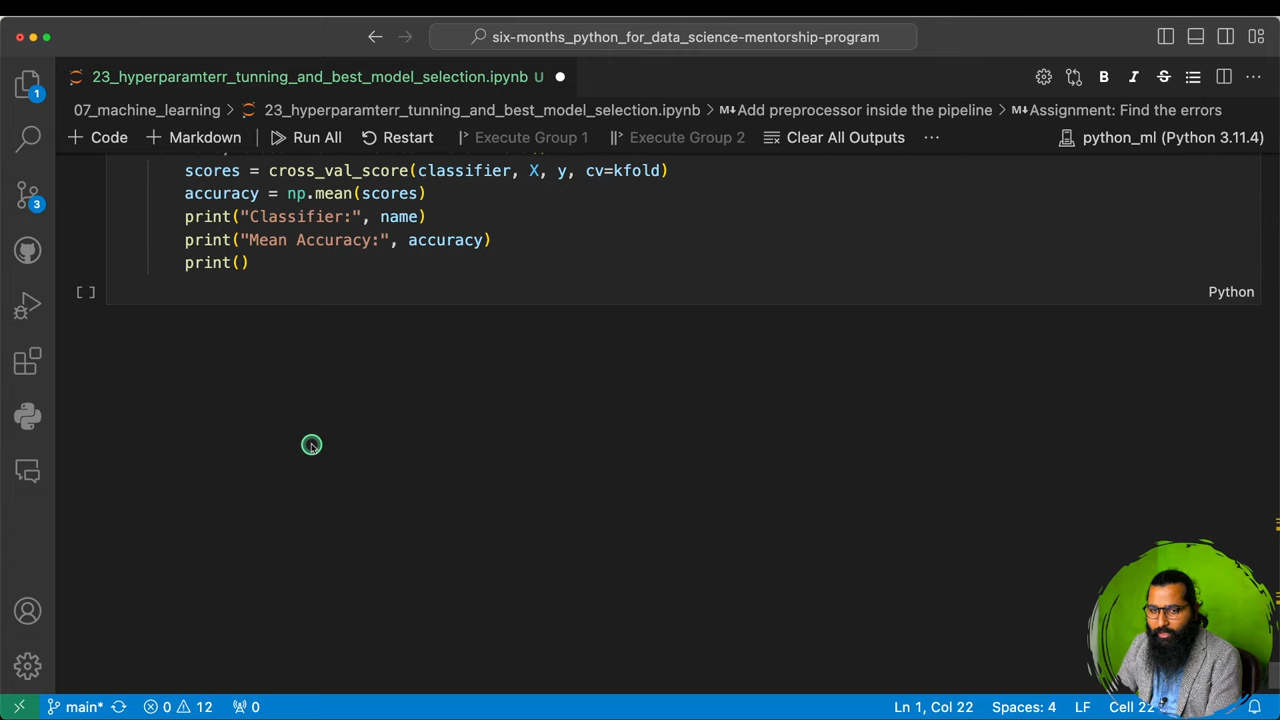 six-months_python_for_data_science-mentorship-program
23_hyperparamterr_tunning_and_best_model_selection.ipynb U
07_machine_learning > 23_hyperparamterr_tunning_and_best_model_selection.ipynb > M↓Add preprocessor inside the pipeline > M↓Assignment: Find the errors
+ Code + Markdown Run All Restart Execute Group 1 Execute Group 2 Clear All Outputs ... python_ml (Python 3.11.4)
scores = cross_val_score(classifier, X, y, cv=kfold)
accuracy = np.mean(scores)
print("Classifier:", name)
print("Mean Accuracy:", accuracy)
print()
[ ] Python
1
3
main* 0 12 0 Ln 1, Col 22 Spaces: 4 LF Cell 22